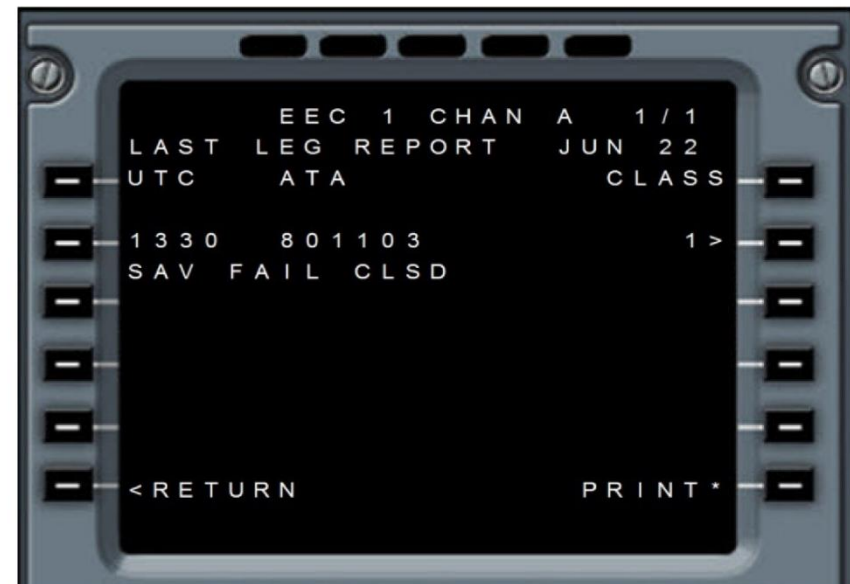 EEC 1 CHAN A 1/1
LAST LEG REPORT JUN 22
UTC ATA CLASS
1330 801103 1>
SAV FAIL CLSD
<RETURN PRINT*